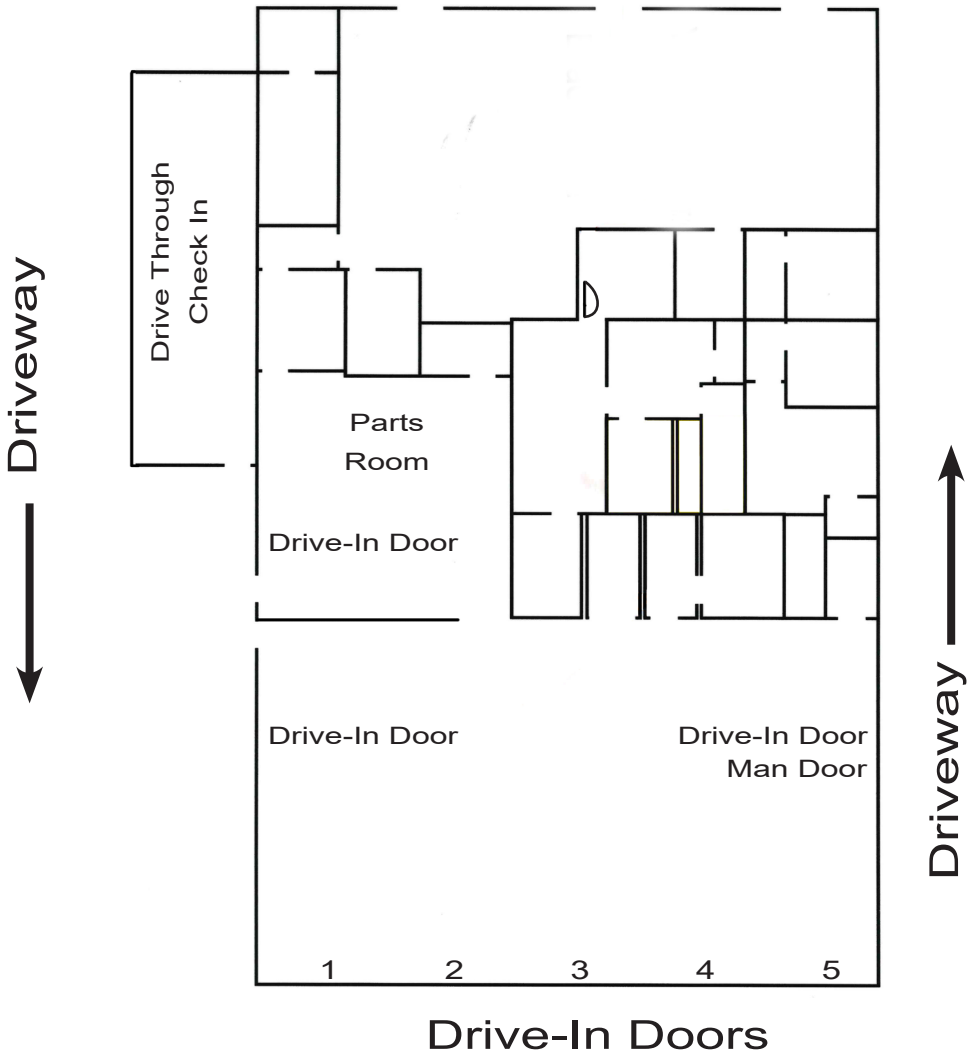 Driveway
Drive Through
Check In
Parts
Room
Drive-In Door
Drive-In Door
Drive-In Door
Man Door
Driveway
1 2 3 4 5
Drive-In Doors